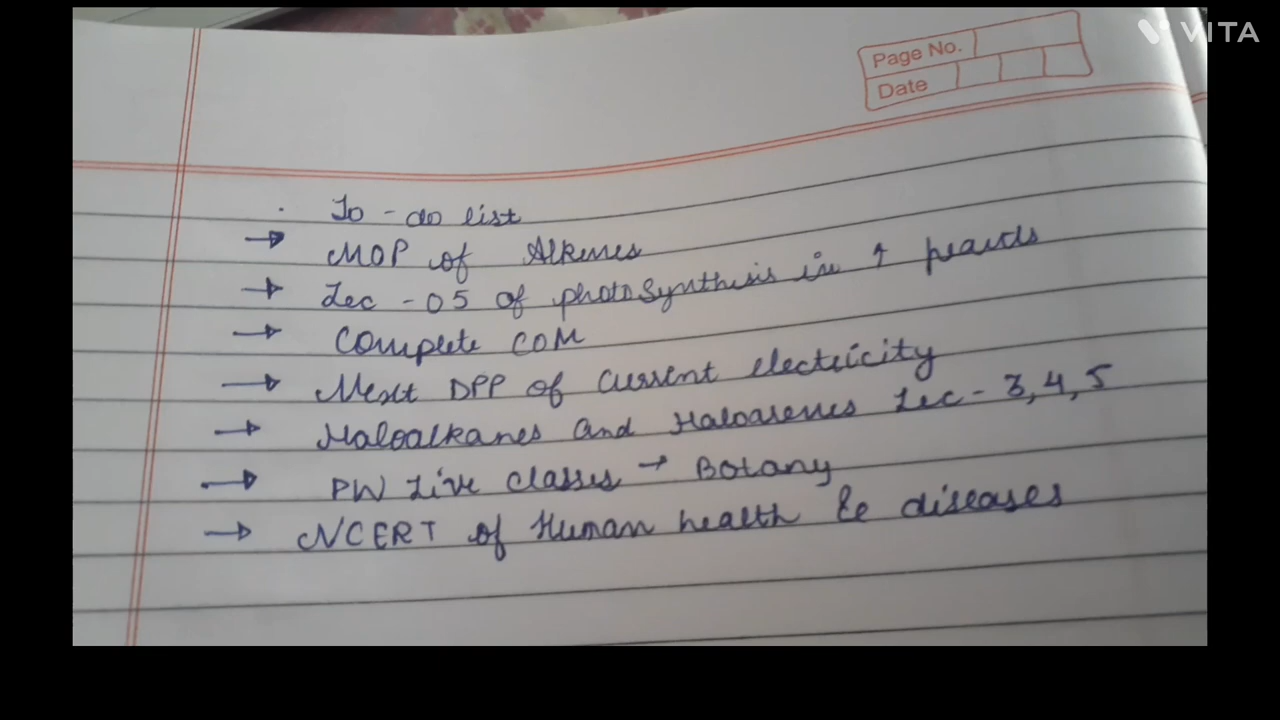 VITA
Page No.
Date
To-do list
→ MOP of Alkenes
→ Lec-05 of photosynthesis in ↑
→ Complete COM
→ Next DPP of Current electricity
→ Haloalkanes and Haloarenes Lec-3,4,5
→ PW Live classes → Botany
→ NCERT of Human health & diseases